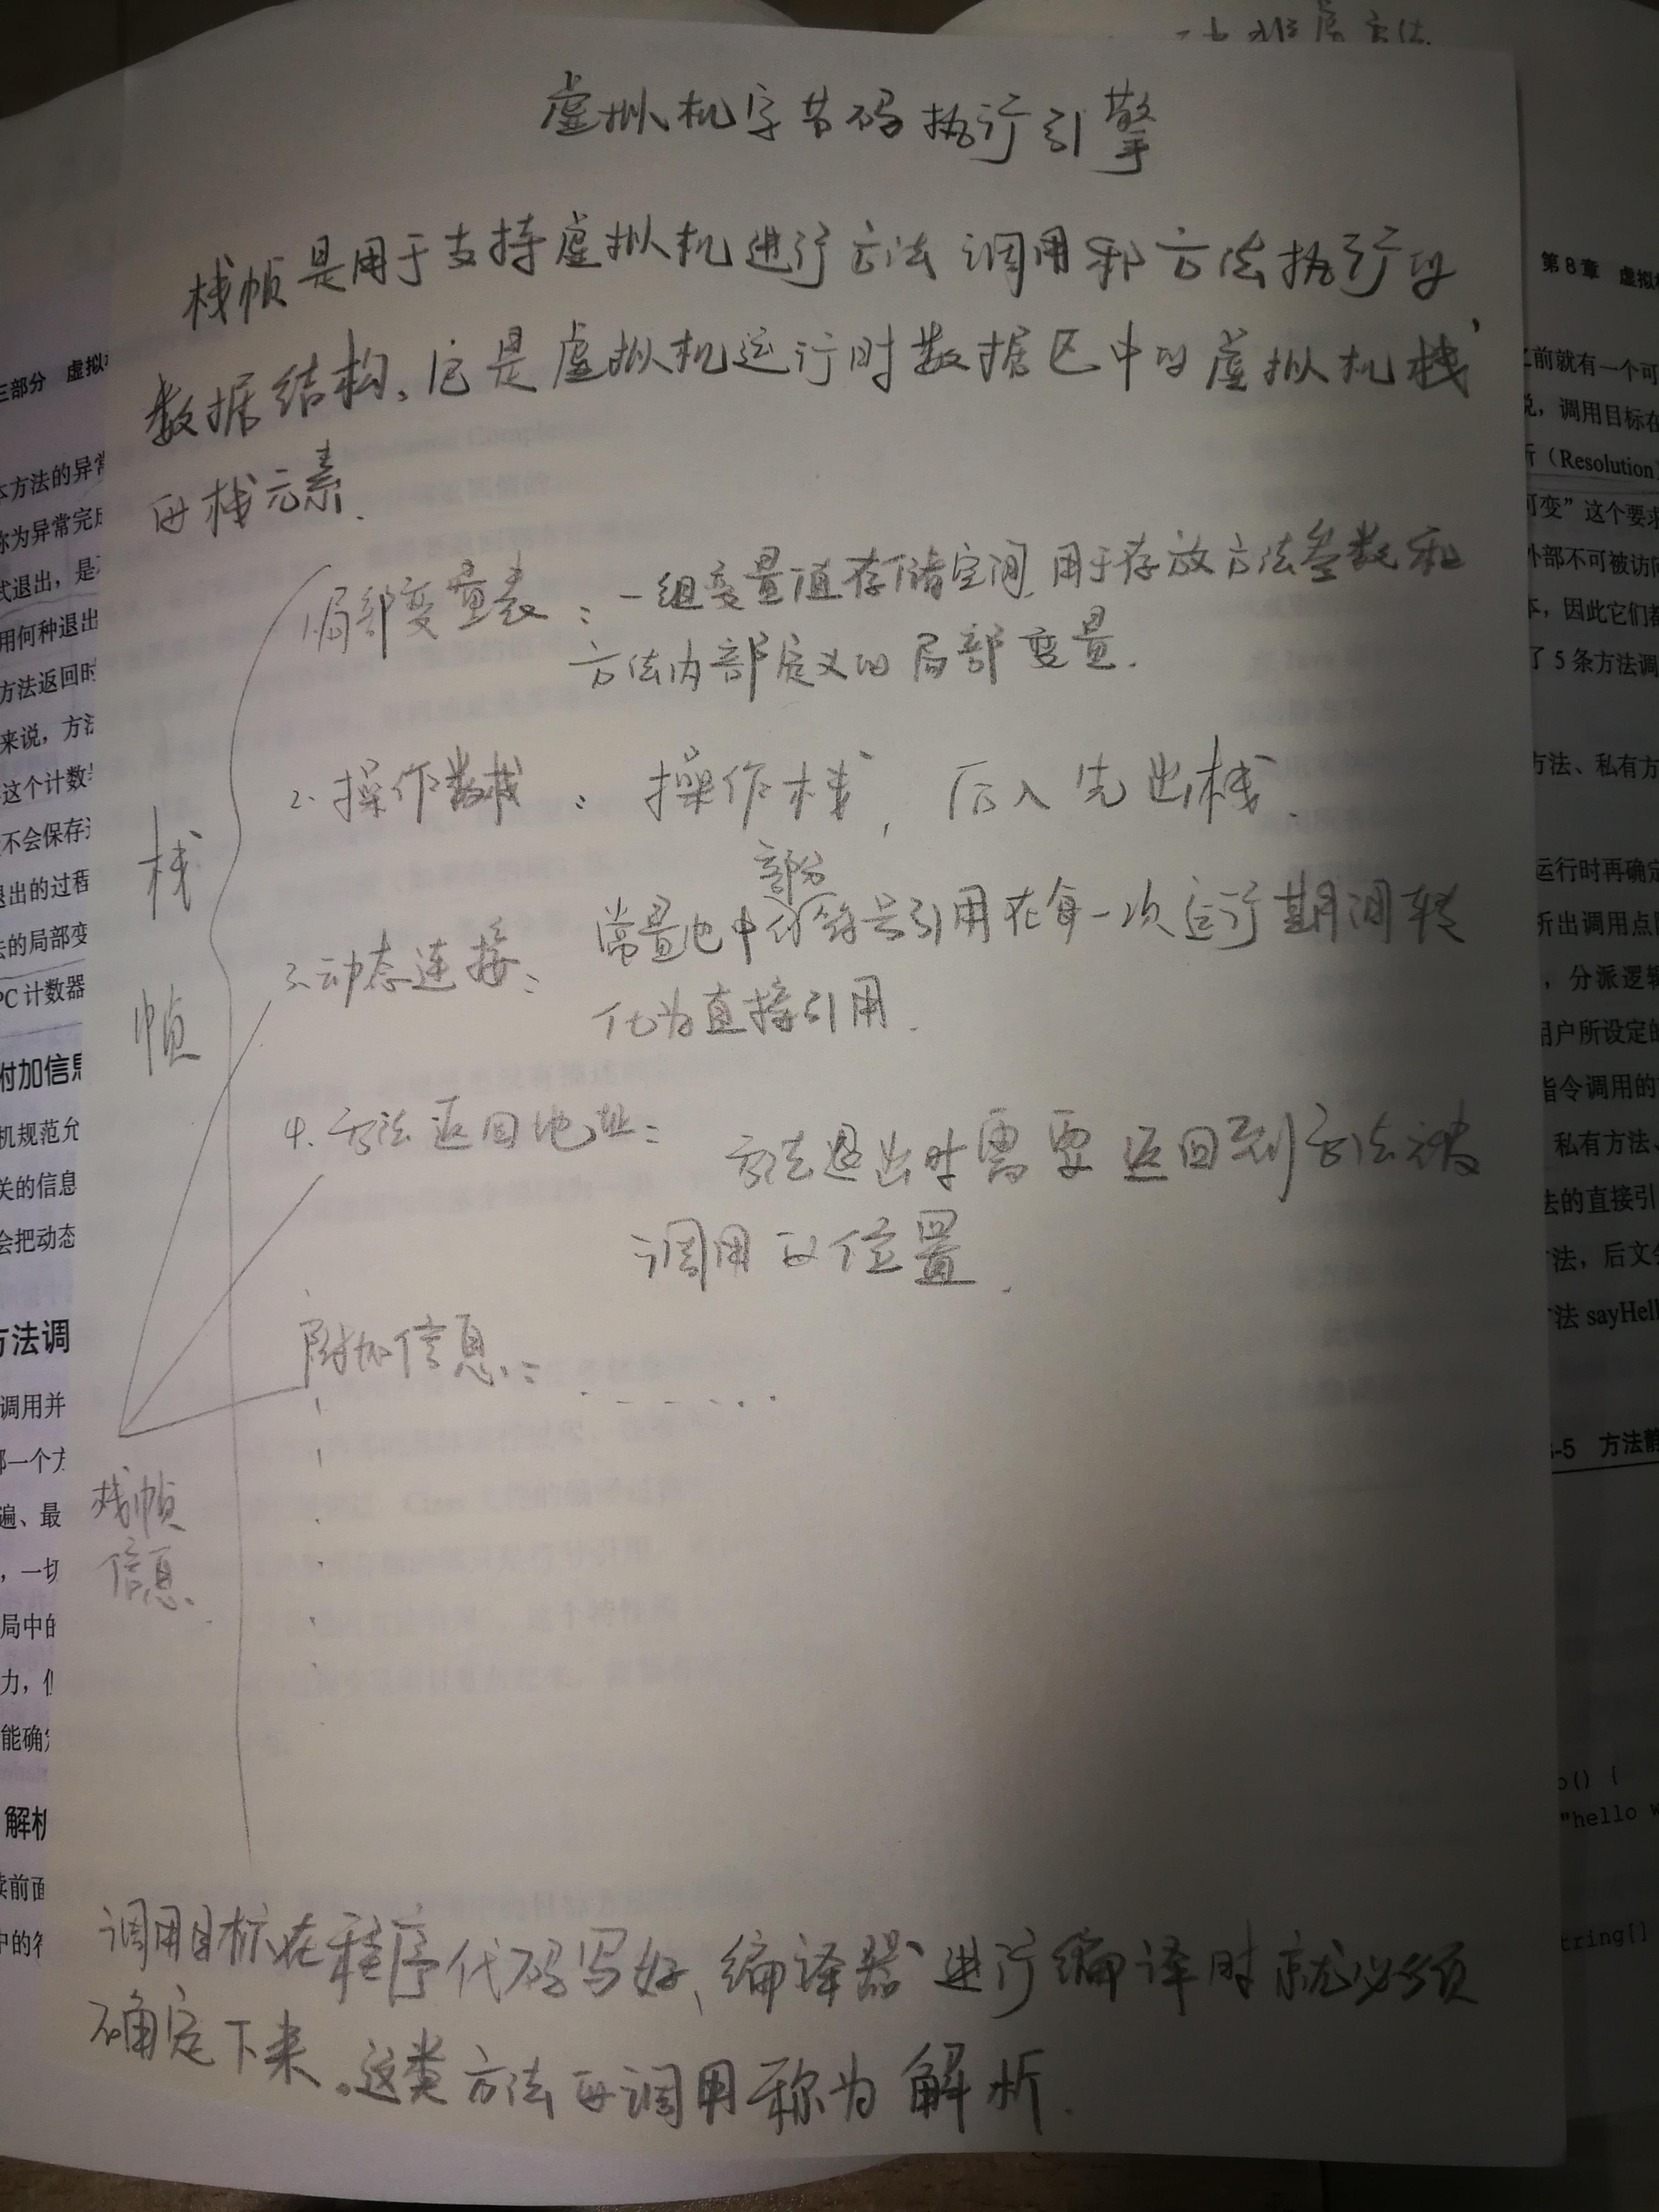 虚拟机字节码执行引擎
栈帧是用于支持虚拟机进行方法调用和方法执行的
数据结构。它是虚拟机运行时数据区中的虚拟机栈
的栈元素.
1.局部变量表：一组变量值存储空间,用于存放方法参数和
方法内部定义的局部变量.
2.操作数栈：操作栈,后入先出栈.
部分
3.动态连接：常量池中的符号引用在每一次运行期间转
化为直接引用.
栈帧
4.方法返回地址：方法退出时需要返回到方法被
调用的位置.
附加信息：......
栈帧
信息.
调用目标在程序代码写好、编译器进行编译时就必须
确定下来。这类方法的调用称为解析.
三部分 虚拟
本方法的异常
称为异常完成
式退出，是
用何种退出
方法返回时
来说，方法
这个计数
不会保存
退出的过程
法的局部变
PC计数器
附加信息
机规范允
关的信息
会把动态
方法调
调用并
那一个方
遍、最
，一切
局中的
力，但
能确定
解析
续前面
中的符
第8章 虚拟
之前就有一个可
说，调用目标在
析（Resolution
可变”这个要求
外部不可被访问
本，因此它们都
了5条方法调
方法、私有方
运行时再确定
析出调用点
，分派逻辑
用户所设定的
指令调用的
私有方法、
法的直接引
方法，后文
方法sayHel
8-5 方法静
o() {
"hello w
tring[]